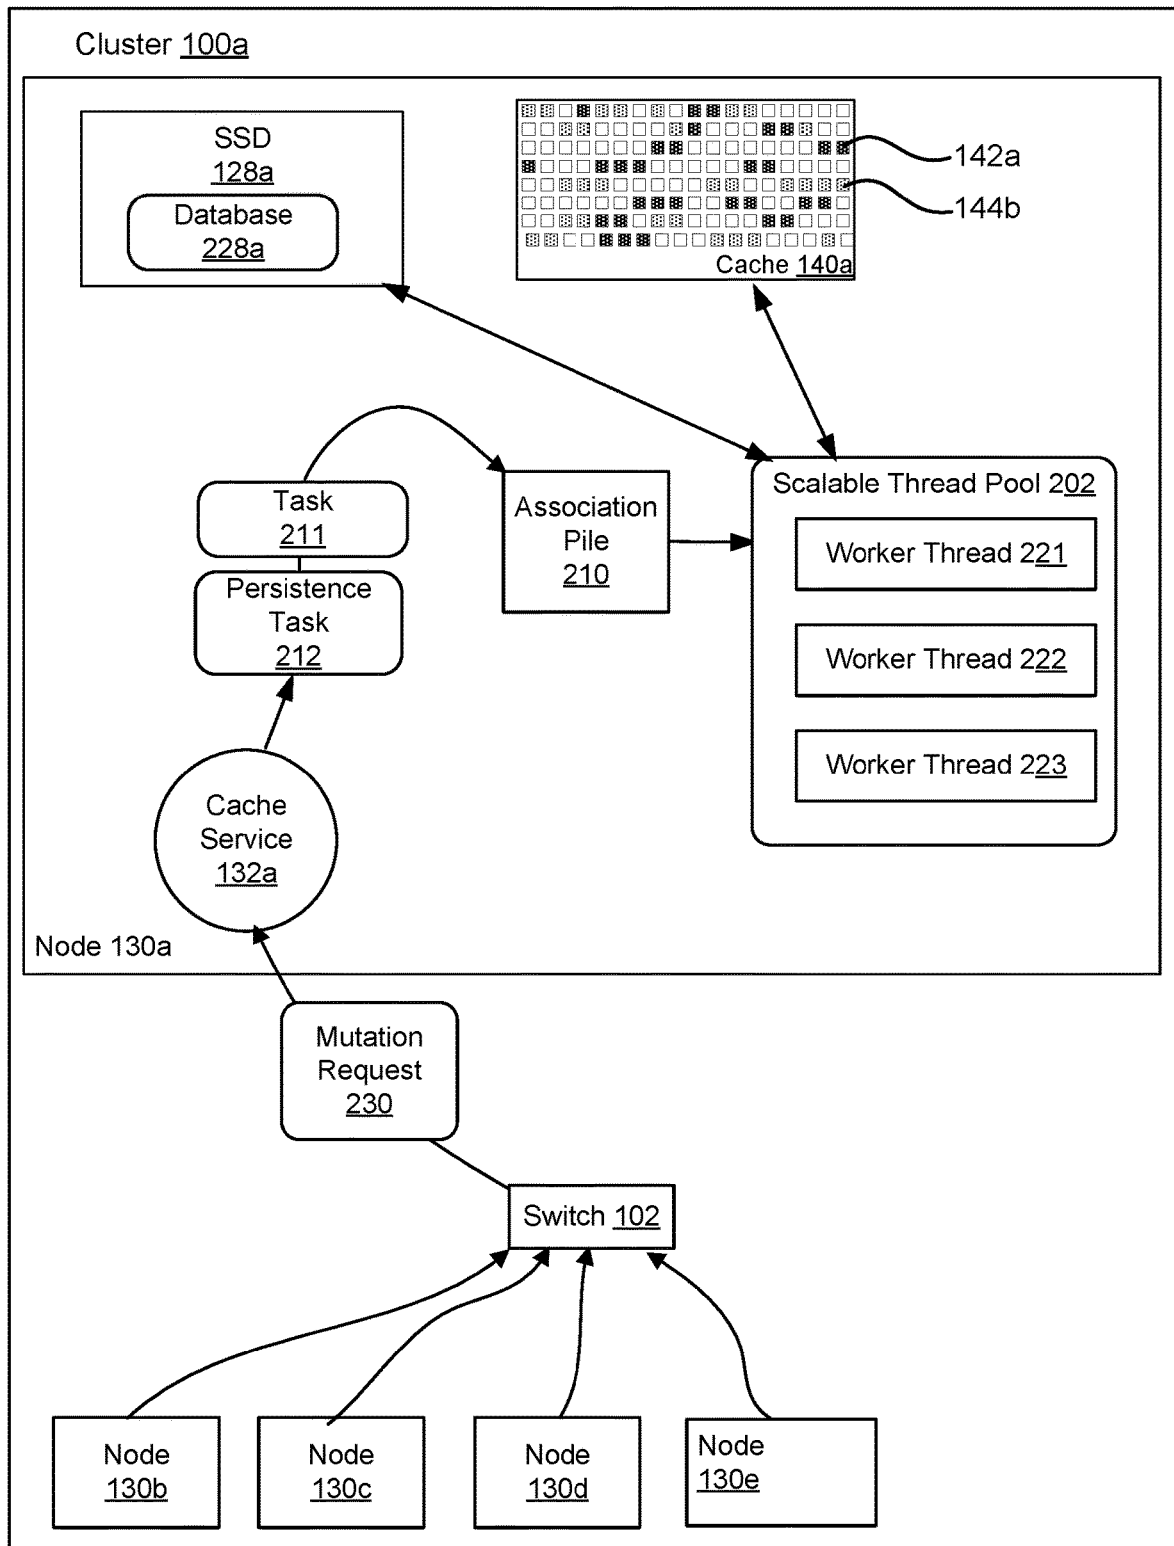 Cluster 100a
SSD
128a
Database
228a
142a
144b
Cache 140a
Task
211
Persistence
Task
212
Association
Pile
210
Scalable Thread Pool 202
Worker Thread 221
Worker Thread 222
Worker Thread 223
Cache
Service
132a
Node 130a
Mutation
Request
230
Switch 102
Node
130b
Node
130c
Node
130d
Node
130e